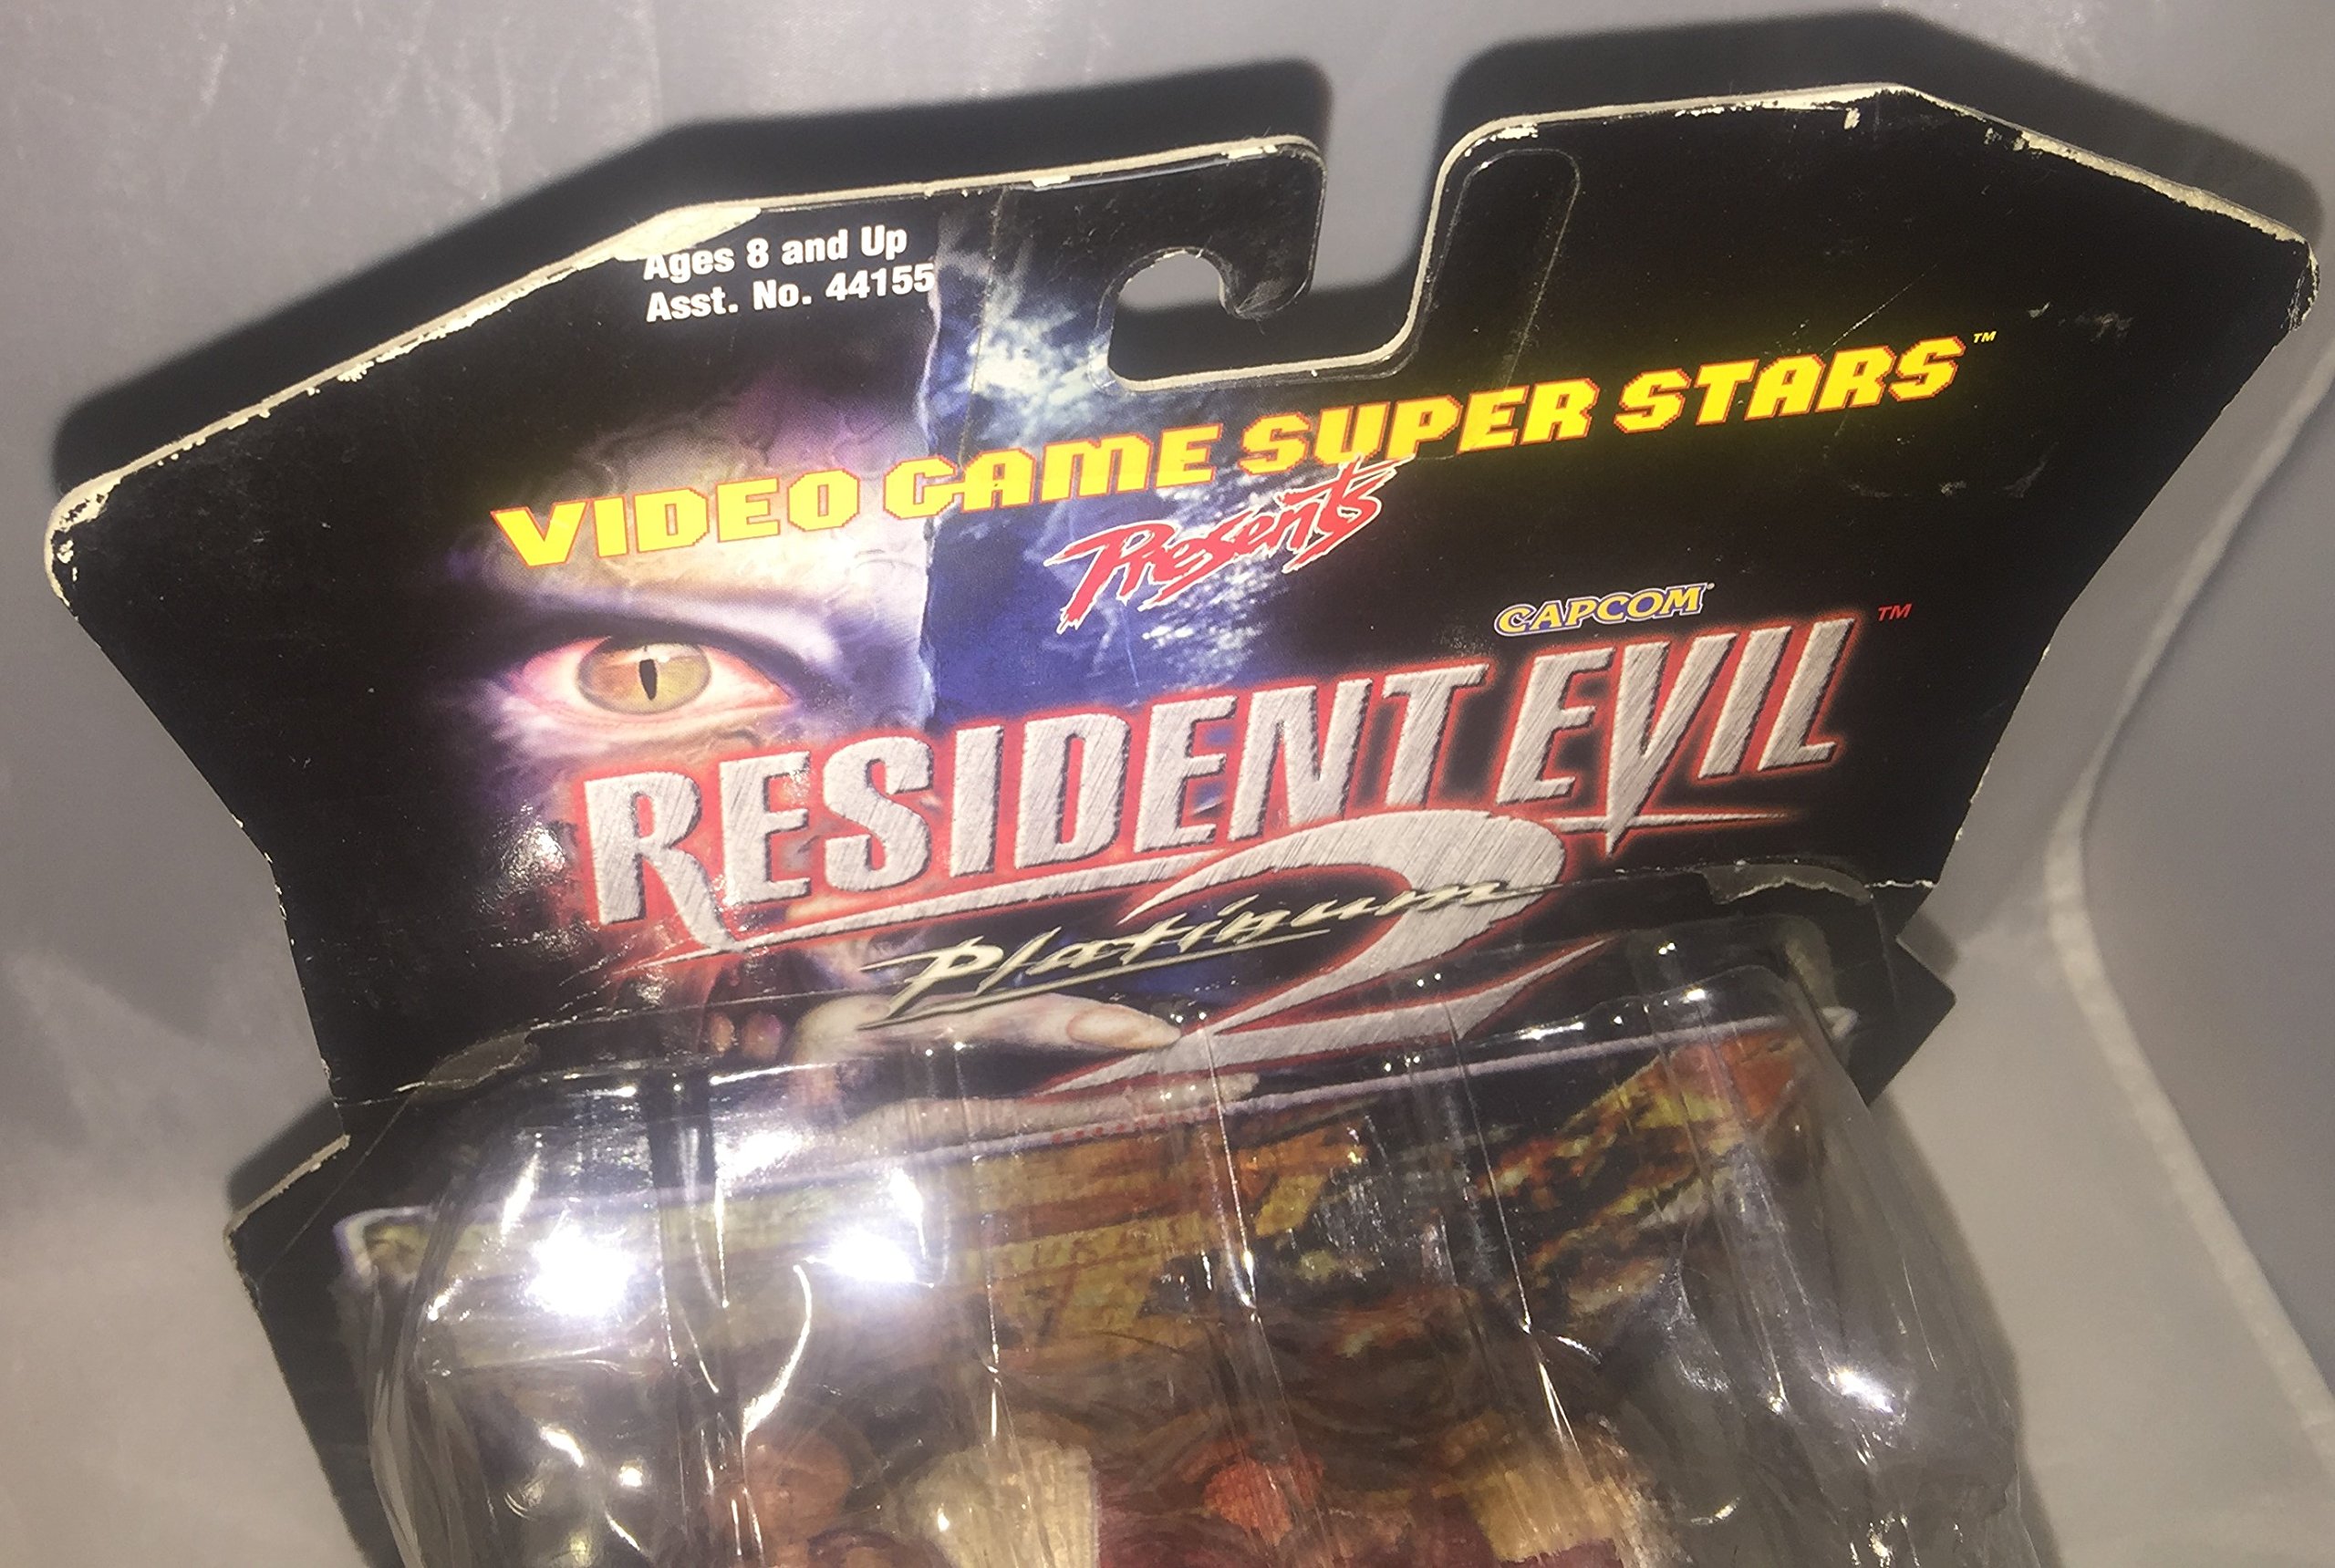 Ages 8 and Up
Asst. No. 44155
VIDEO GAME SUPER STARS™
Presents
CAPCOM
RESIDENT EVIL™
2
Platinum